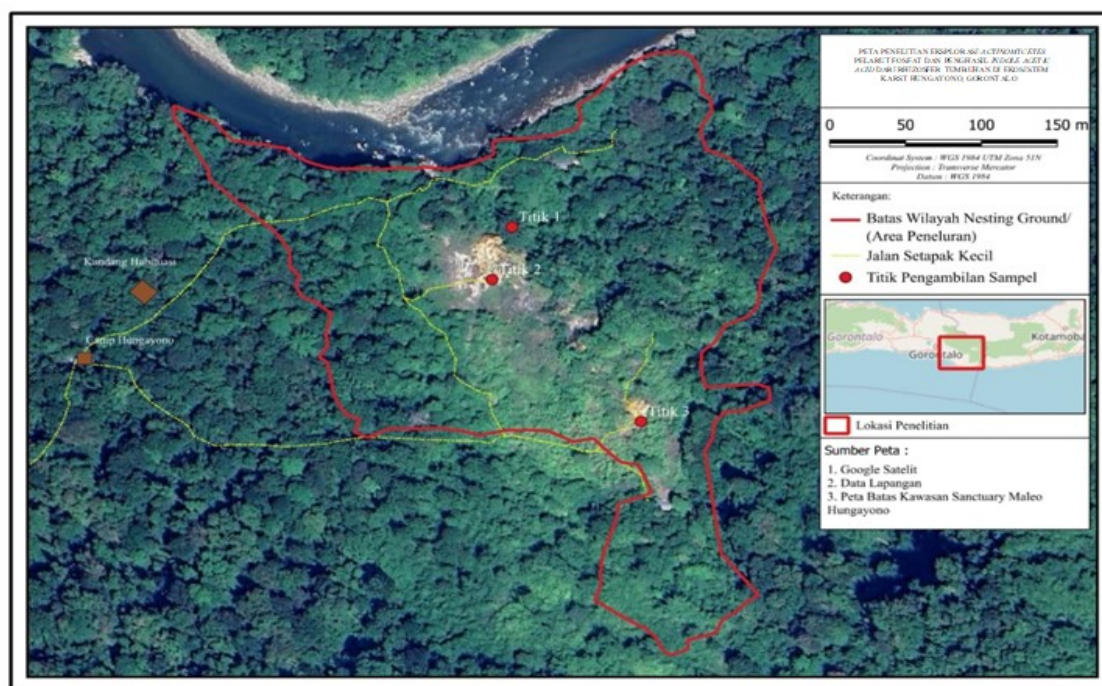 PETA PENELITIAN EKSPLORASI ACTINOMYCETES
PELARUT FOSFAT DAN PENGHASIL INDOLE ACETIC
ACID DARI RHIZOSFER TUMBUHAN DI EKOSISTEM
KARST HUNGAYONO, GORONTALO
0 50 100 150 m
Coordinat System : WGS 1984 UTM Zona 51N
Projection : Transverse Mercator
Datum : WGS 1984
Keterangan:
Batas Wilayah Nesting Ground/
(Area Peneluran)
Jalan Setapak Kecil
Titik Pengambilan Sampel
Gorontalo
Gorontalo
Kotamoba
Lokasi Penelitian
Sumber Peta :
1. Google Satelit
2. Data Lapangan
3. Peta Batas Kawasan Sanctuary Maleo
Hungayono
Titik 1
Titik 2
Titik 3
Kandang Habituasi
Camp Hungayono